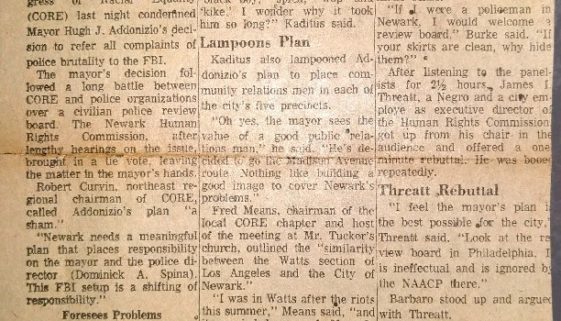 gress of Racial Equality
(CORE) last night condemned
Mayor Hugh J. Addonizio's deci-
sion to refer all complaints of
police brutality to the FBI.
The mayor's decision fol-
lowed a long battle between
CORE and police organizations
over a civilian police review
board. The Newark Human
Rights Commission, after
lengthy hearings on the issue,
brought in a tie vote, leaving
the matter in the mayor's hands.
Robert Curvin, northeast re-
gional chairman of CORE,
called Addonizio's plan "a
sham."
"Newark needs a meaningful
plan that places responsibility
on the mayor and the police di-
rector (Dominick A. Spina).
This FBI setup is a shifting of
responsibility."
Foresees Problems
'kike.' I wonder why it took
him so long?" Kaditus said.
Lampoons Plan
Kaditus also lampooned Ad-
donizio's plan to place com-
munity relations men in each of
the city's five precincts.
"Oh yes, the mayor sees the
value of a good public rela-
tions man," he said. "He's de-
cided to go the Madison Avenue
route. Nothing like building a
good image to cover Newark's
problems."
Fred Means, chairman of the
local CORE chapter and host
of the meeting at Mr. Tucker's
church, outlined the "similarity
between the Watts section of
Los Angeles and the City of
Newark."
"I was in Watts after the riots
this summer," Means said, "and
"If I were a policeman in
Newark, I would welcome a
review board," Burke said. "If
your skirts are clean, why hide
them?"
After listening to the panel-
ists for 2½ hours, James I.
Threatt, a Negro and a city em-
ploye as executive director of
the Human Rights Commission
got up from his chair in the
audience and offered a one
minute rebuttal. He was booed
repeatedly.
Threatt Rebuttal
"I feel the mayor's plan is
the best possible for the city,"
Threatt said. "Look at the re-
view board in Philadelphia. I
is ineffectual and is ignored by
the NAACP there."
Barbaro stood up and argued
with Threatt.